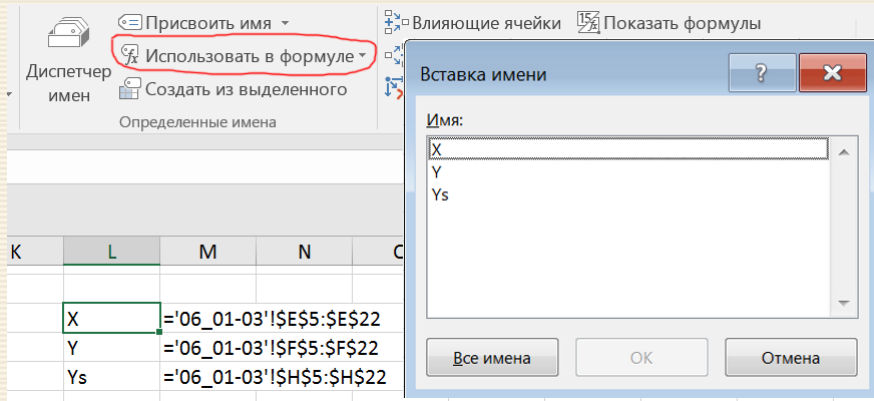 Присвоить имя
Использовать в формуле
Создать из выделенного
Диспетчер
имен
Определенные имена
Влияющие ячейки
Показать формулы
Вставка имени
?
Имя:
X
Y
Ys
Все имена
OK
Отмена
K L M N
X ='06_01-03'!$E$5:$E$22
Y ='06_01-03'!$F$5:$F$22
Ys ='06_01-03'!$H$5:$H$22